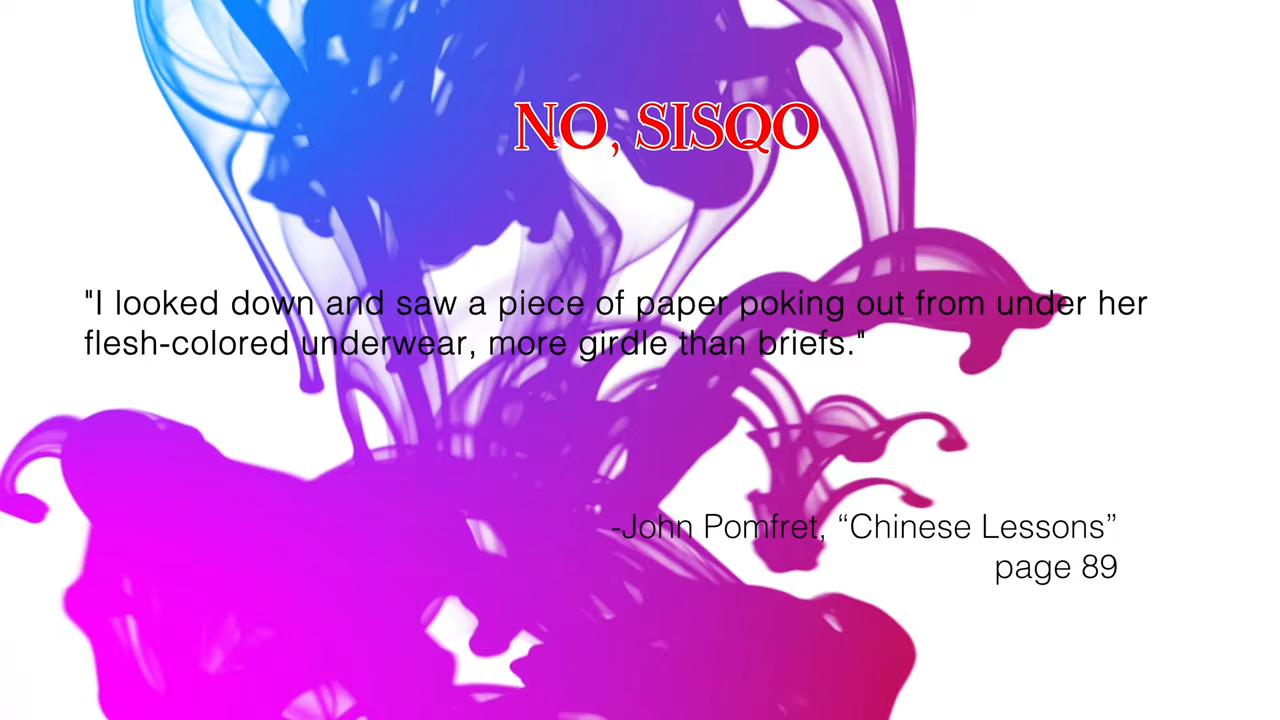 NO, SISQO
"I looked down and saw a piece of paper poking out from under her
flesh-colored underwear, more girdle than briefs."
-John Pomfret, “Chinese Lessons”
page 89